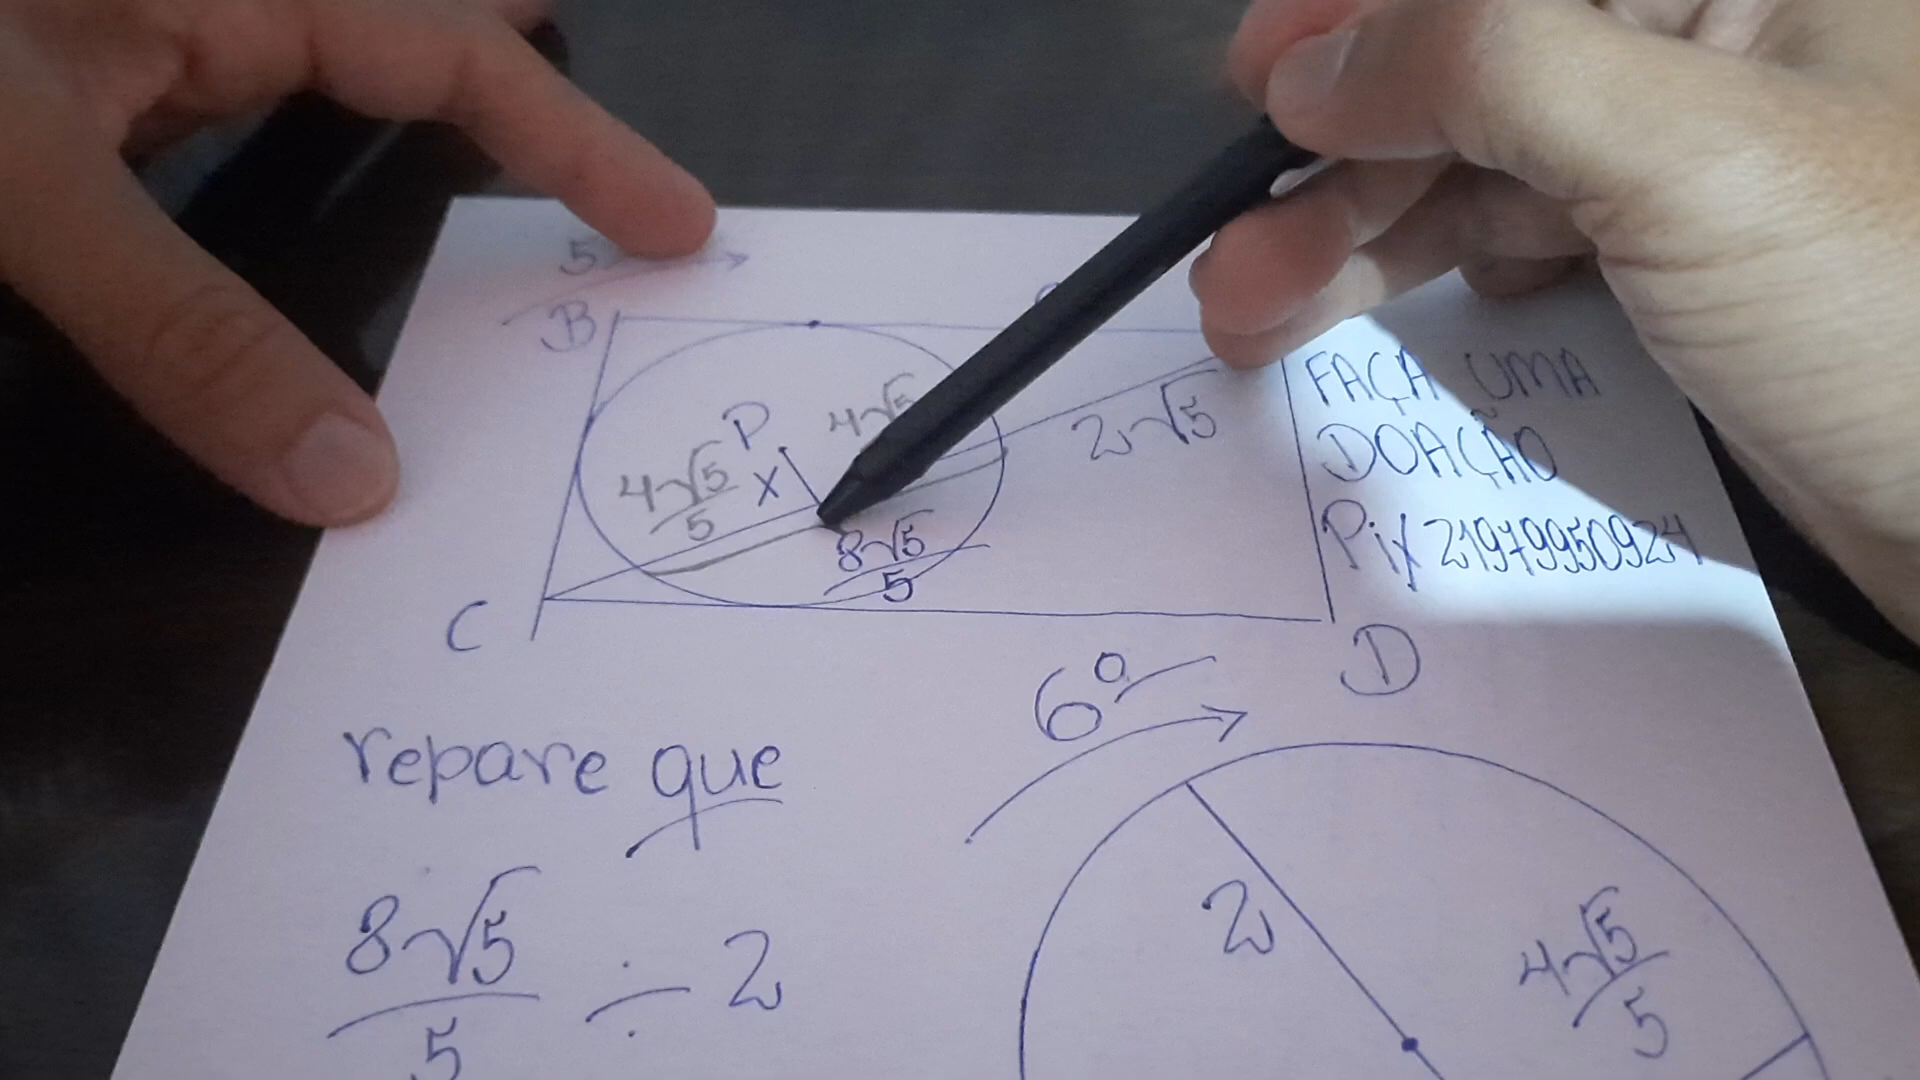 5
B
FAÇA UMA
DOAÇÃO
Pix 21979950924
P
4√5
2√5
4√5/5
x
8√5/5
C
D
6º
repare que
8√5/5 ÷ 2
2
4√5/5